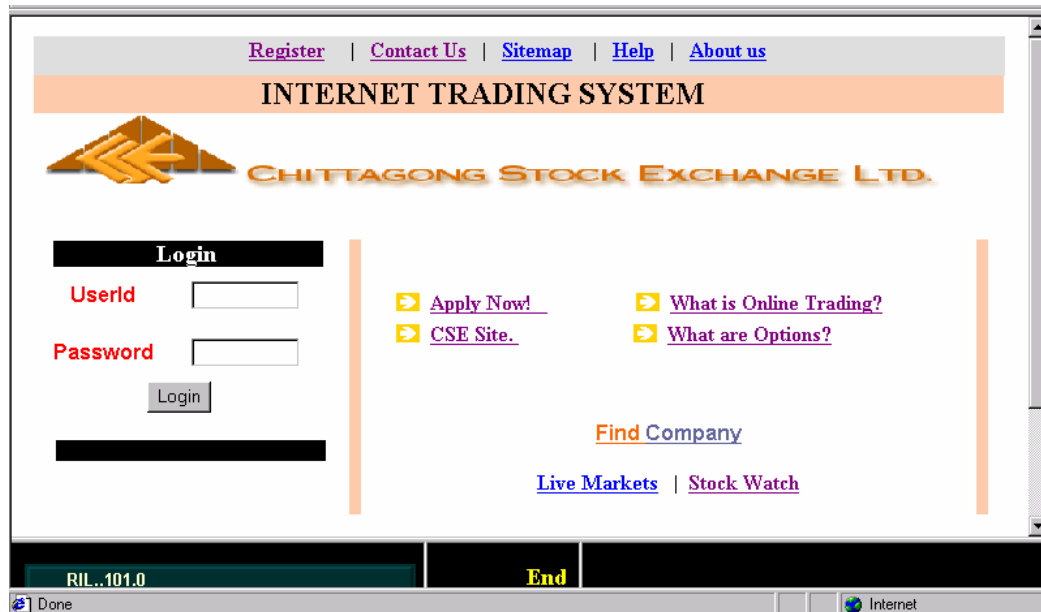 Register | Contact Us | Sitemap | Help | About us
INTERNET TRADING SYSTEM
CHITTAGONG STOCK EXCHANGE LTD.
Login
UserId
Password
Login
Apply Now! What is Online Trading?
CSE Site. What are Options?
Find Company
Live Markets | Stock Watch
RIL..101.0 End
Done Internet